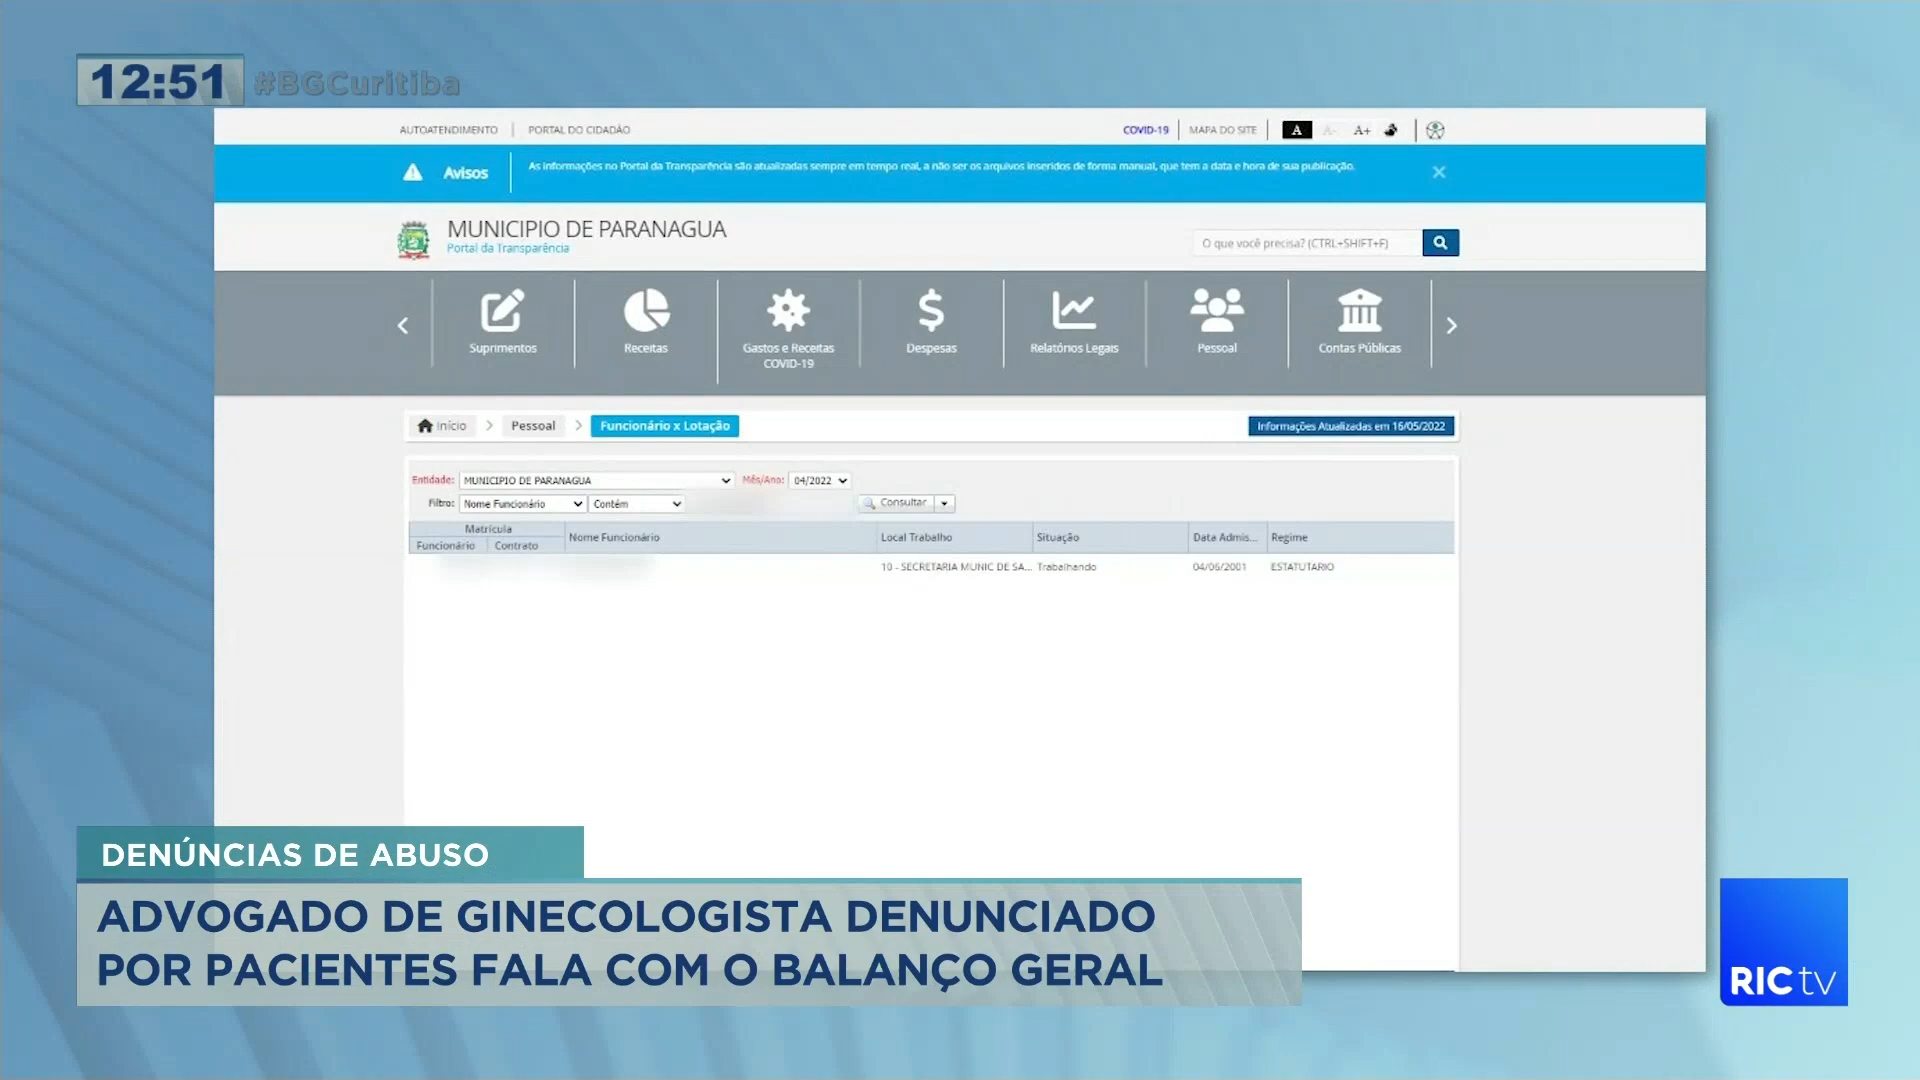 12:51 #BGCuritiba
AUTOATENDIMENTO PORTAL DO CIDADÃO COVID-19 MAPA DO SITE A A- A+
Avisos As informações no Portal da Transparência são atualizadas sempre em tempo real, a não ser os arquivos inseridos de forma manual, que tem a data e hora de sua publicação.
MUNICIPIO DE PARANAGUA
Portal da Transparência
O que você precisa? (CTRL+SHIFT+F)
Suprimentos Receitas Gastos e Receitas COVID-19 Despesas Relatórios Legais Pessoal Contas Públicas
Início Pessoal Funcionário x Lotação Informações Atualizadas em 16/05/2022
Entidade: MUNICIPIO DE PARANAGUA Mês/Ano: 04/2022
Filtro: Nome Funcionário Contém Consultar
Matrícula
Funcionário Contrato Nome Funcionário Local Trabalho Situação Data Admis... Regime
10 - SECRETARIA MUNIC DE SA... Trabalhando 04/06/2001 ESTATUTARIO
DENÚNCIAS DE ABUSO
ADVOGADO DE GINECOLOGISTA DENUNCIADO
POR PACIENTES FALA COM O BALANÇO GERAL
RIC tv